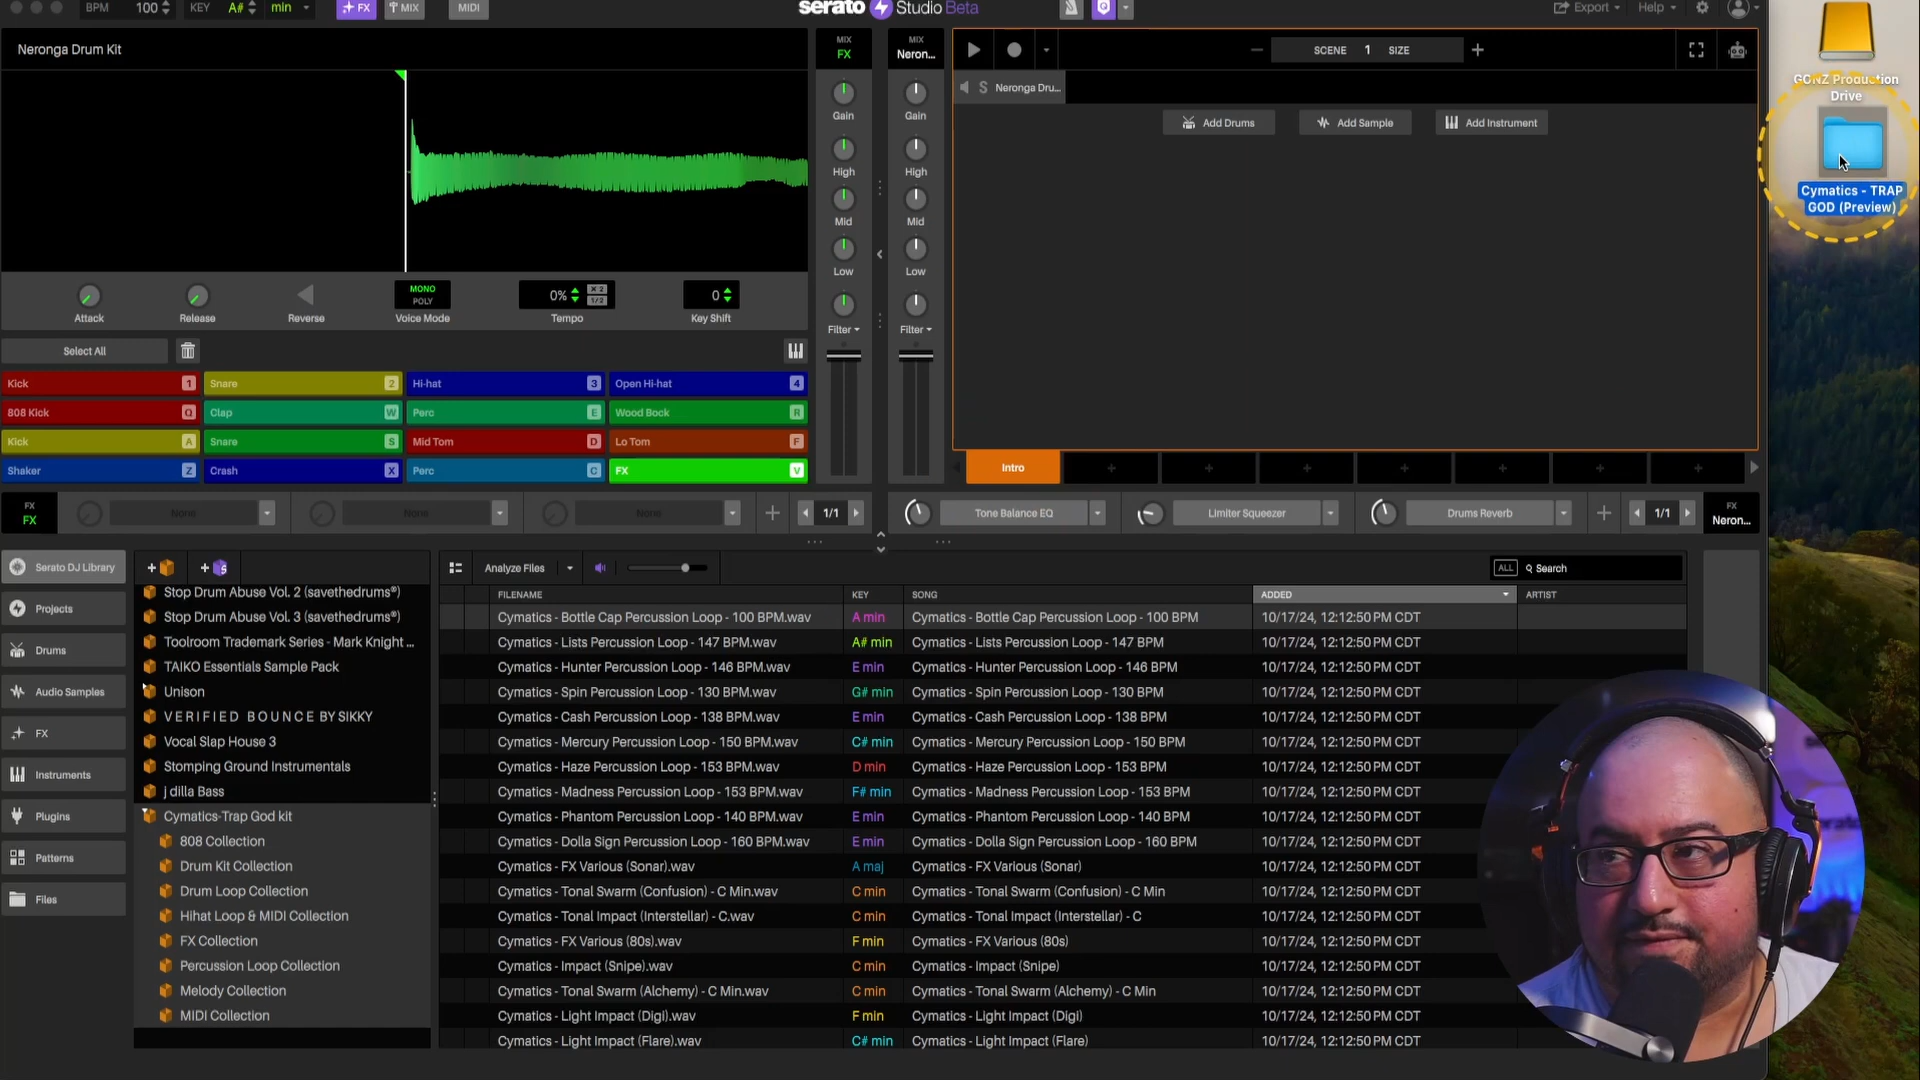 BPM 100 KEY A# min FX MIX MIDI serato Studio Beta Export Help
Neronga Drum Kit
MIX
FX
MIX
Neron...
SCENE 1 SIZE
S Neronga Dru...
Add Drums Add Sample Add Instrument
GONZ Production
Drive
Cymatics - TRAP
GOD (Preview)
Gain Gain
High High
Mid Mid
Low Low
Filter Filter
MONO
POLY
0%
X 2
1/2
0
Attack Release Reverse Voice Mode Tempo Key Shift
Select All
Kick 1 Snare 2 Hi-hat 3 Open Hi-hat 4
808 Kick Q Clap W Perc E Wood Bock R
Kick A Snare S Mid Tom D Lo Tom F
Shaker Z Crash X Perc C FX V
Intro + + + + + + +
FX
FX
None None None + 1/1
Tone Balance EQ Limiter Squeezer Drums Reverb + 1/1
FX
Neron...
Serato DJ Library
Projects
Drums
Audio Samples
FX
Instruments
Plugins
Patterns
Files
+ + S
Stop Drum Abuse Vol. 2 (savethedrums®)
Stop Drum Abuse Vol. 3 (savethedrums®)
Toolroom Trademark Series - Mark Knight ...
TAIKO Essentials Sample Pack
Unison
V E R I F I E D B O U N C E BY SIKKY
Vocal Slap House 3
Stomping Ground Instrumentals
j dilla Bass
Cymatics-Trap God kit
808 Collection
Drum Kit Collection
Drum Loop Collection
Hihat Loop & MIDI Collection
FX Collection
Percussion Loop Collection
Melody Collection
MIDI Collection
Analyze Files ALL Search
FILENAME KEY SONG ADDED ARTIST
Cymatics - Bottle Cap Percussion Loop - 100 BPM.wav A min Cymatics - Bottle Cap Percussion Loop - 100 BPM 10/17/24, 12:12:50 PM CDT
Cymatics - Lists Percussion Loop - 147 BPM.wav A# min Cymatics - Lists Percussion Loop - 147 BPM 10/17/24, 12:12:50 PM CDT
Cymatics - Hunter Percussion Loop - 146 BPM.wav E min Cymatics - Hunter Percussion Loop - 146 BPM 10/17/24, 12:12:50 PM CDT
Cymatics - Spin Percussion Loop - 130 BPM.wav G# min Cymatics - Spin Percussion Loop - 130 BPM 10/17/24, 12:12:50 PM CDT
Cymatics - Cash Percussion Loop - 138 BPM.wav E min Cymatics - Cash Percussion Loop - 138 BPM 10/17/24, 12:12:50 PM CDT
Cymatics - Mercury Percussion Loop - 150 BPM.wav C# min Cymatics - Mercury Percussion Loop - 150 BPM 10/17/24, 12:12:50 PM CDT
Cymatics - Haze Percussion Loop - 153 BPM.wav D min Cymatics - Haze Percussion Loop - 153 BPM 10/17/24, 12:12:50 PM CDT
Cymatics - Madness Percussion Loop - 153 BPM.wav F# min Cymatics - Madness Percussion Loop - 153 BPM 10/17/24, 12:12:50 PM CDT
Cymatics - Phantom Percussion Loop - 140 BPM.wav E min Cymatics - Phantom Percussion Loop - 140 BPM 10/17/24, 12:12:50 PM CDT
Cymatics - Dolla Sign Percussion Loop - 160 BPM.wav E min Cymatics - Dolla Sign Percussion Loop - 160 BPM 10/17/24, 12:12:50 PM CDT
Cymatics - FX Various (Sonar).wav A maj Cymatics - FX Various (Sonar) 10/17/24, 12:12:50 PM CDT
Cymatics - Tonal Swarm (Confusion) - C Min.wav C min Cymatics - Tonal Swarm (Confusion) - C Min 10/17/24, 12:12:50 PM CDT
Cymatics - Tonal Impact (Interstellar) - C.wav C min Cymatics - Tonal Impact (Interstellar) - C 10/17/24, 12:12:50 PM CDT
Cymatics - FX Various (80s).wav F min Cymatics - FX Various (80s) 10/17/24, 12:12:50 PM CDT
Cymatics - Impact (Snipe).wav C min Cymatics - Impact (Snipe) 10/17/24, 12:12:50 PM CDT
Cymatics - Tonal Swarm (Alchemy) - C Min.wav C min Cymatics - Tonal Swarm (Alchemy) - C Min 10/17/24, 12:12:50 PM CDT
Cymatics - Light Impact (Digi).wav F min Cymatics - Light Impact (Digi) 10/17/24, 12:12:50 PM CDT
Cymatics - Light Impact (Flare).wav C# min Cymatics - Light Impact (Flare) 10/17/24, 12:12:50 PM CDT